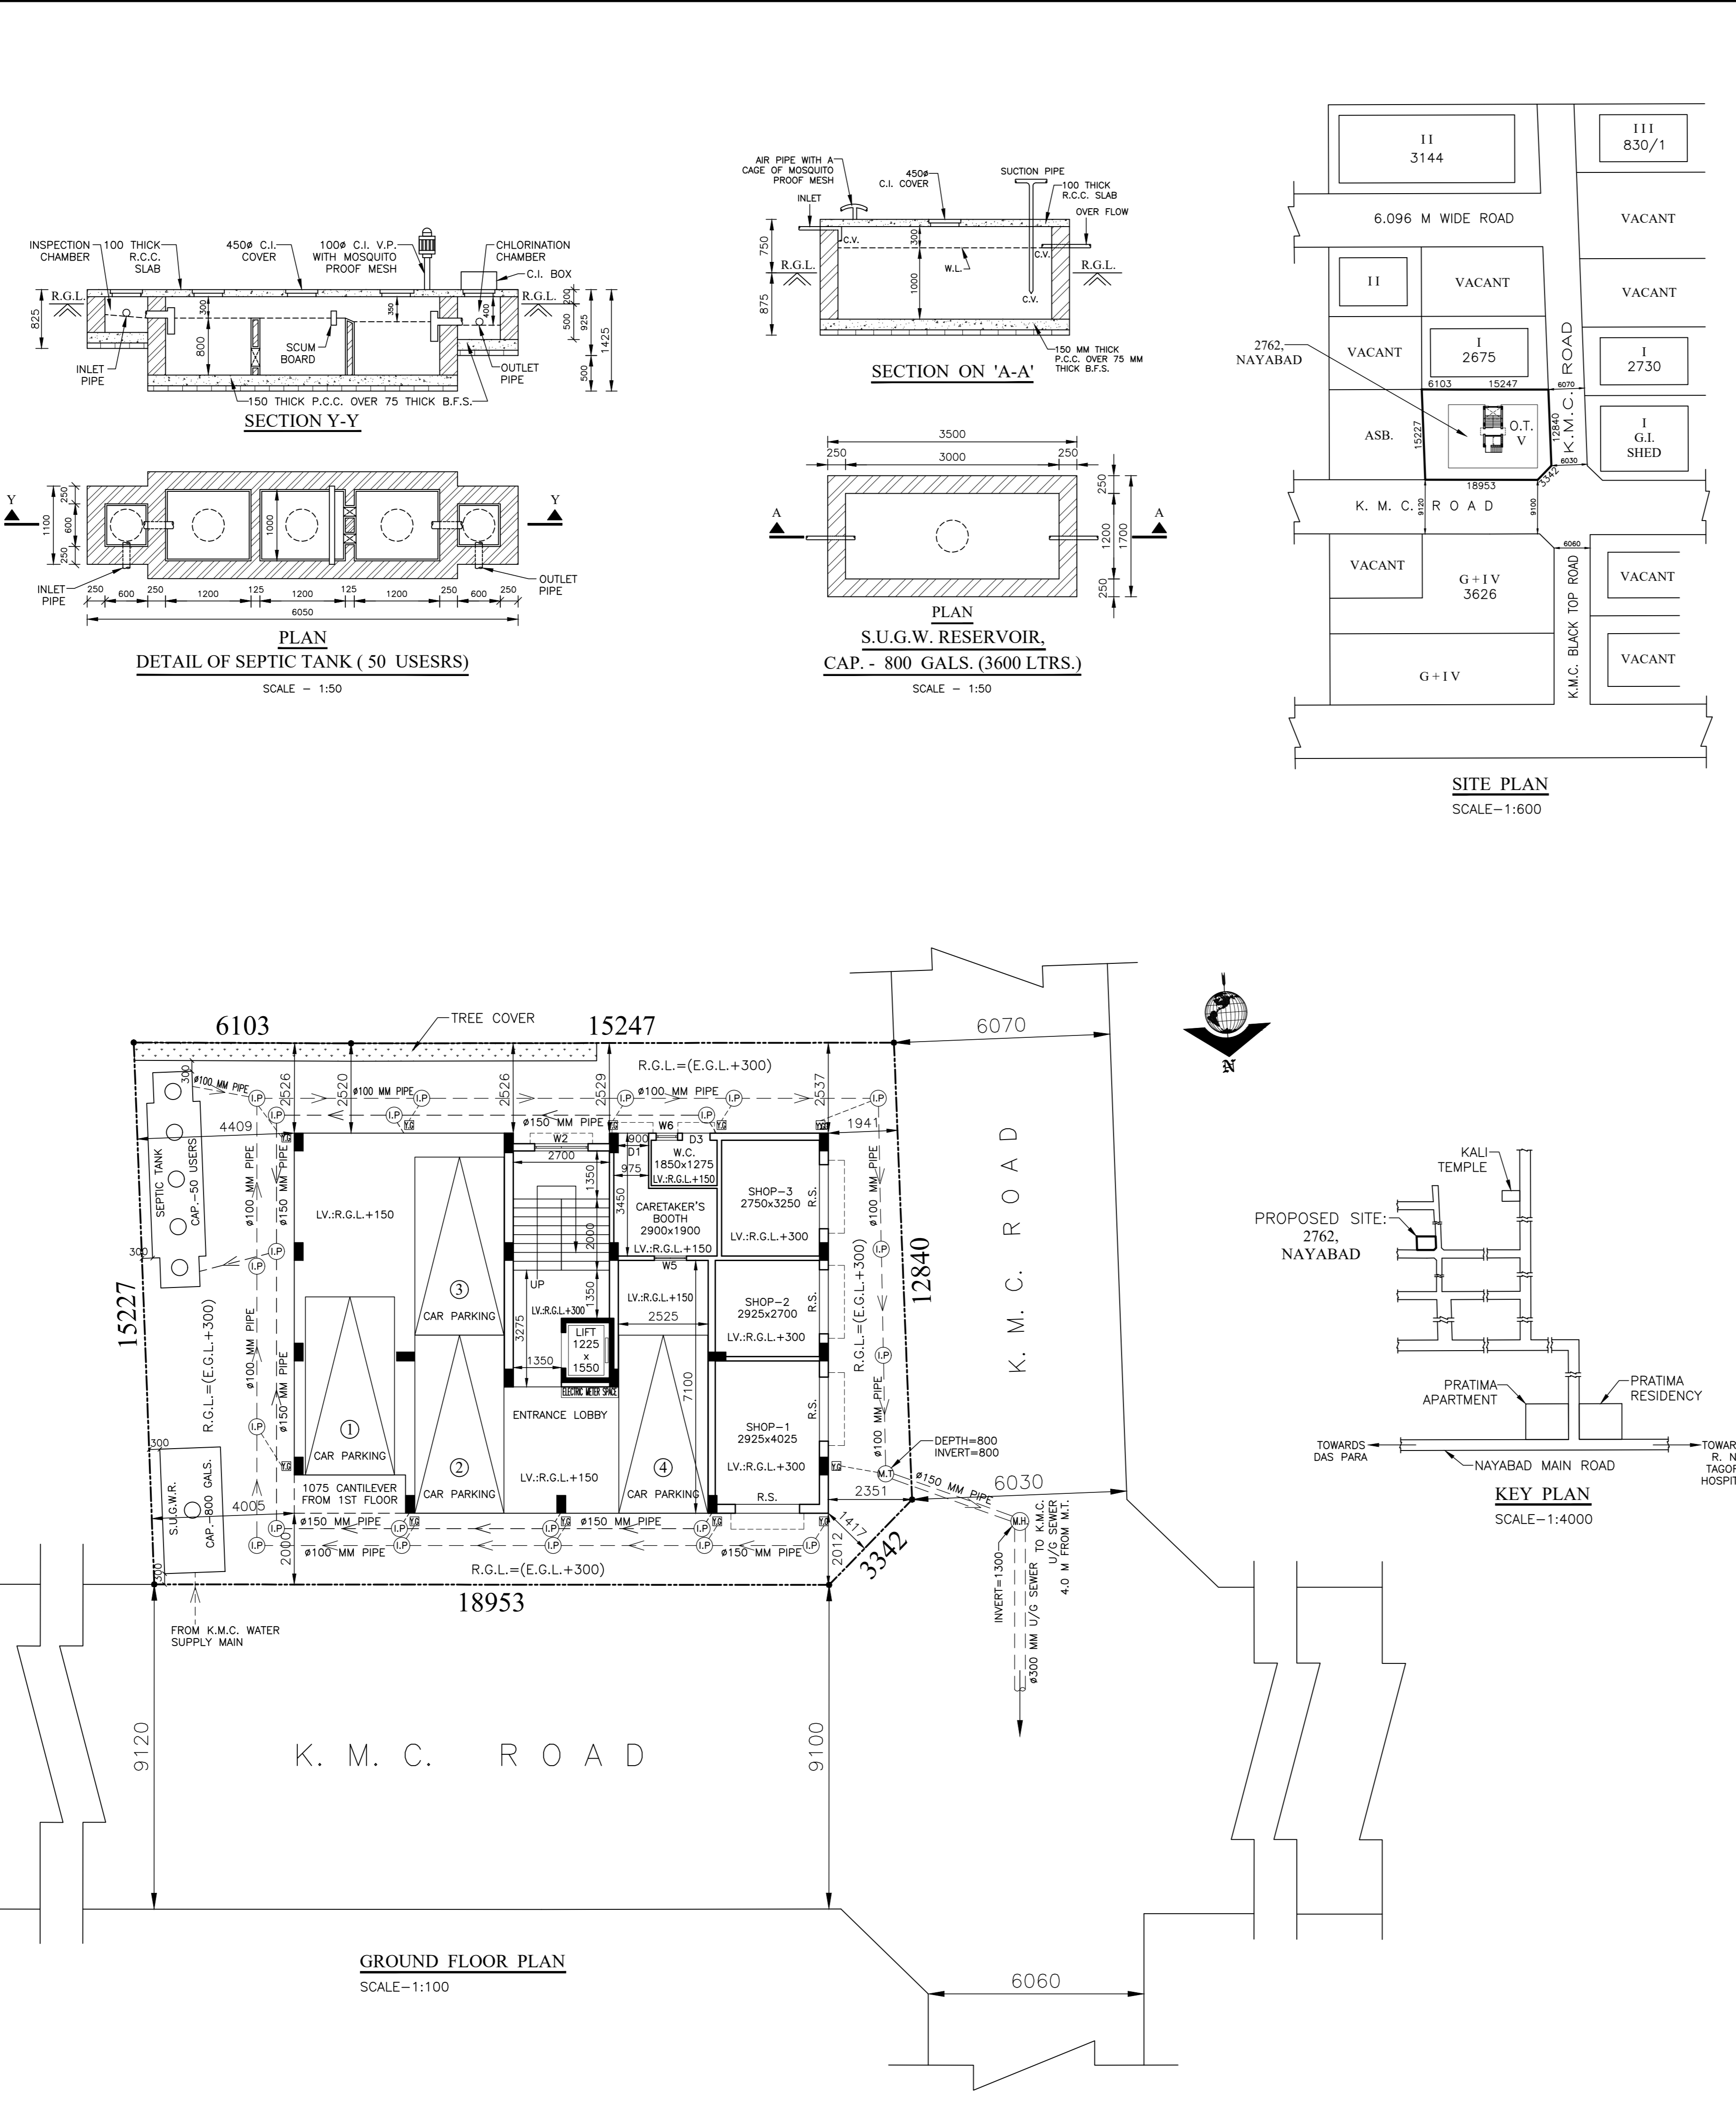 INSPECTION
CHAMBER
100 THICK
R.C.C.
SLAB
450ø C.I.
COVER
100ø C.I. V.P.
WITH MOSQUITO
PROOF MESH
CHLORINATION
CHAMBER
C.I. BOX
R.G.L.
R.G.L.
825
300
800
350
400
200
500
925
500
1425
INLET
PIPE
SCUM
BOARD
OUTLET
PIPE
150 THICK P.C.C. OVER 75 THICK B.F.S.
SECTION Y-Y
Y
Y
1100
250
600
250
1000
INLET
PIPE
OUTLET
PIPE
250
600
250
1200
125
1200
125
1200
250
600
250
6050
PLAN
DETAIL OF SEPTIC TANK ( 50 USESRS)
SCALE - 1:50
AIR PIPE WITH A
CAGE OF MOSQUITO
PROOF MESH
INLET
450ø
C.I. COVER
SUCTION PIPE
100 THICK
R.C.C. SLAB
OVER FLOW
C.V.
300
C.V.
750
875
R.G.L.
R.G.L.
W.L.
1000
C.V.
150 MM THICK
P.C.C. OVER 75 MM
THICK B.F.S.
SECTION ON 'A-A'
3500
250
3000
250
A
A
250
1200
250
1700
PLAN
S.U.G.W. RESERVOIR,
CAP. - 800 GALS. (3600 LTRS.)
SCALE - 1:50
II
3144
III
830/1
6.096 M WIDE ROAD
VACANT
II
VACANT
VACANT
VACANT
I
2675
I
2730
2762,
NAYABAD
6103
15247
6070
K.M.C. ROAD
ASB.
15227
O.T.
V
12840
I
G.I.
SHED
6030
3342
18953
K. M. C. ROAD
9120
9100
6060
VACANT
G+IV
3626
K.M.C. BLACK TOP ROAD
VACANT
VACANT
G+IV
SITE PLAN
SCALE-1:600
6103
TREE COVER
15247
6070
R.G.L.=(E.G.L.+300)
300
ø100 MM PIPE
2526
2520
ø100 MM PIPE
2526
2529
ø100 MM PIPE
2537
I.P
I.P
I.P
I.P
I.P
I.P
I.P
I.P
ø150 MM PIPE
Y.G
Y.G
Y.G
Y.G
4409
1941
W2
2700
900
D1
W6
D3
W.C.
1850x1275
LV.:R.G.L.+150
975
1350
3450
SEPTIC TANK
CAP.-50 USERS
ø100 MM PIPE
ø150 MM PIPE
LV.:R.G.L.+150
CARETAKER'S
BOOTH
2900x1900
LV.:R.G.L.+150
SHOP-3
2750x3250
R.S.
LV.:R.G.L.+300
ø100 MM PIPE
K. M. C. ROAD
300
I.P
I.P
I.P
2000
W5
UP
1350
LV.:R.G.L.+300
LV.:R.G.L.+150
2525
3275
LIFT
1225
x
1550
1350
ELECTRIC METER SPACE
SHOP-2
2925x2700
R.S.
LV.:R.G.L.+300
R.G.L.=(E.G.L.+300)
12840
15227
R.G.L.=(E.G.L.+300)
ø100 MM PIPE
ø150 MM PIPE
3
CAR PARKING
I.P
1
CAR PARKING
ENTRANCE LOBBY
7100
SHOP-1
2925x4025
R.S.
LV.:R.G.L.+300
R.S.
ø100 MM PIPE
DEPTH=800
INVERT=800
M.T
I.P
Y.G
Y.G
300
2
CAR PARKING
LV.:R.G.L.+150
4
CAR PARKING
1075 CANTILEVER
FROM 1ST FLOOR
S.U.G.W.R.
CAP.-800 GALS.
4005
2351
6030
ø150 MM PIPE
M.H.
1417
3342
2012
2000
300
I.P
I.P
I.P
I.P
Y.G
Y.G
Y.G
Y.G
ø150 MM PIPE
ø150 MM PIPE
I.P
I.P
I.P
I.P
I.P
ø100 MM PIPE
ø150 MM PIPE
R.G.L.=(E.G.L.+300)
18953
INVERT=1300
ø300 MM U/G SEWER
TO K.M.C.
U/G SEWER
4.0 M FROM M.T.
FROM K.M.C. WATER
SUPPLY MAIN
9120
K. M. C. ROAD
9100
GROUND FLOOR PLAN
SCALE-1:100
6060
N
KALI
TEMPLE
PROPOSED SITE:
2762,
NAYABAD
PRATIMA
APARTMENT
PRATIMA
RESIDENCY
TOWARDS
DAS PARA
NAYABAD MAIN ROAD
KEY PLAN
SCALE-1:4000